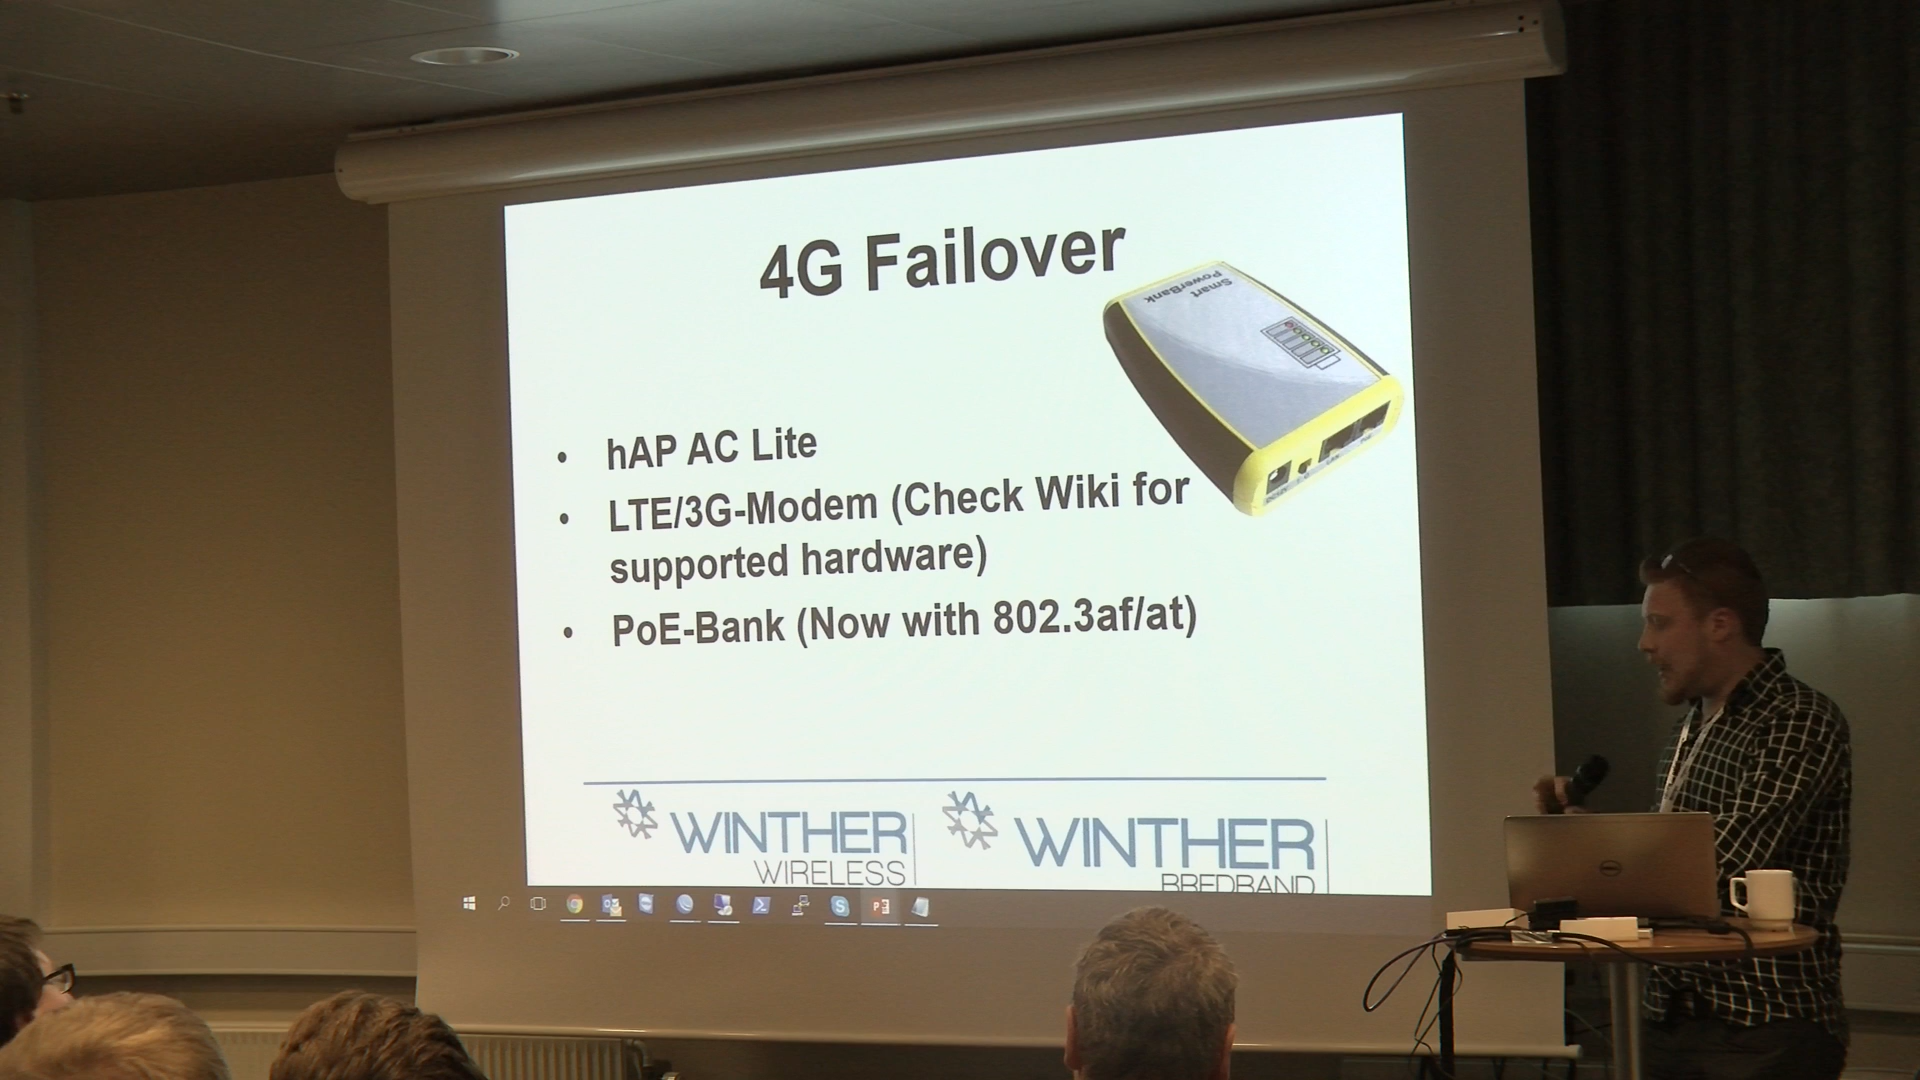 4G Failover
Smart
PowerBank
• hAP AC Lite
• LTE/3G-Modem (Check Wiki for
supported hardware)
• PoE-Bank (Now with 802.3af/at)
WINTHER
WIRELESS
WINTHER
BREDBAND
DELL